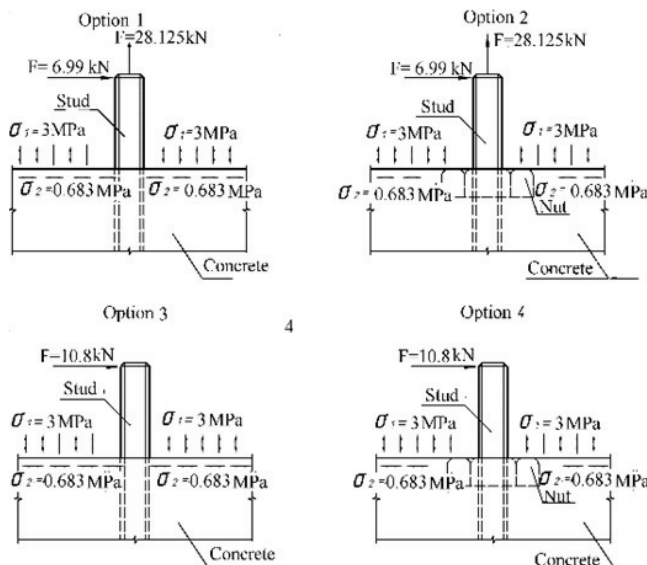 Option 1
F=28.125kN
F= 6.99 kN
Stud
σ₁=3MPa
σ₁=3MPa
σ₂=0.683 MPa
σ₂=0.683 MPa
Concrete
Option 2
F=28.125kN
F= 6.99 kN
Stud
σ₁=3MPa
σ₁=3MPa
σ₂=0.683 MPa
σ₂=0.683 MPa
Nut
Concrete
Option 3
F=10.8kN
Stud
σ₁=3MPa
σ₁=3MPa
σ₂=0.683 MPa
σ₂=0.683 MPa
Concrete
4
Option 4
F=10.8kN
Stud
σ₁=3MPa
σ₁=3MPa
σ₂=0.683 MPa
σ₂=0.683 MPa
Nut
Concrete